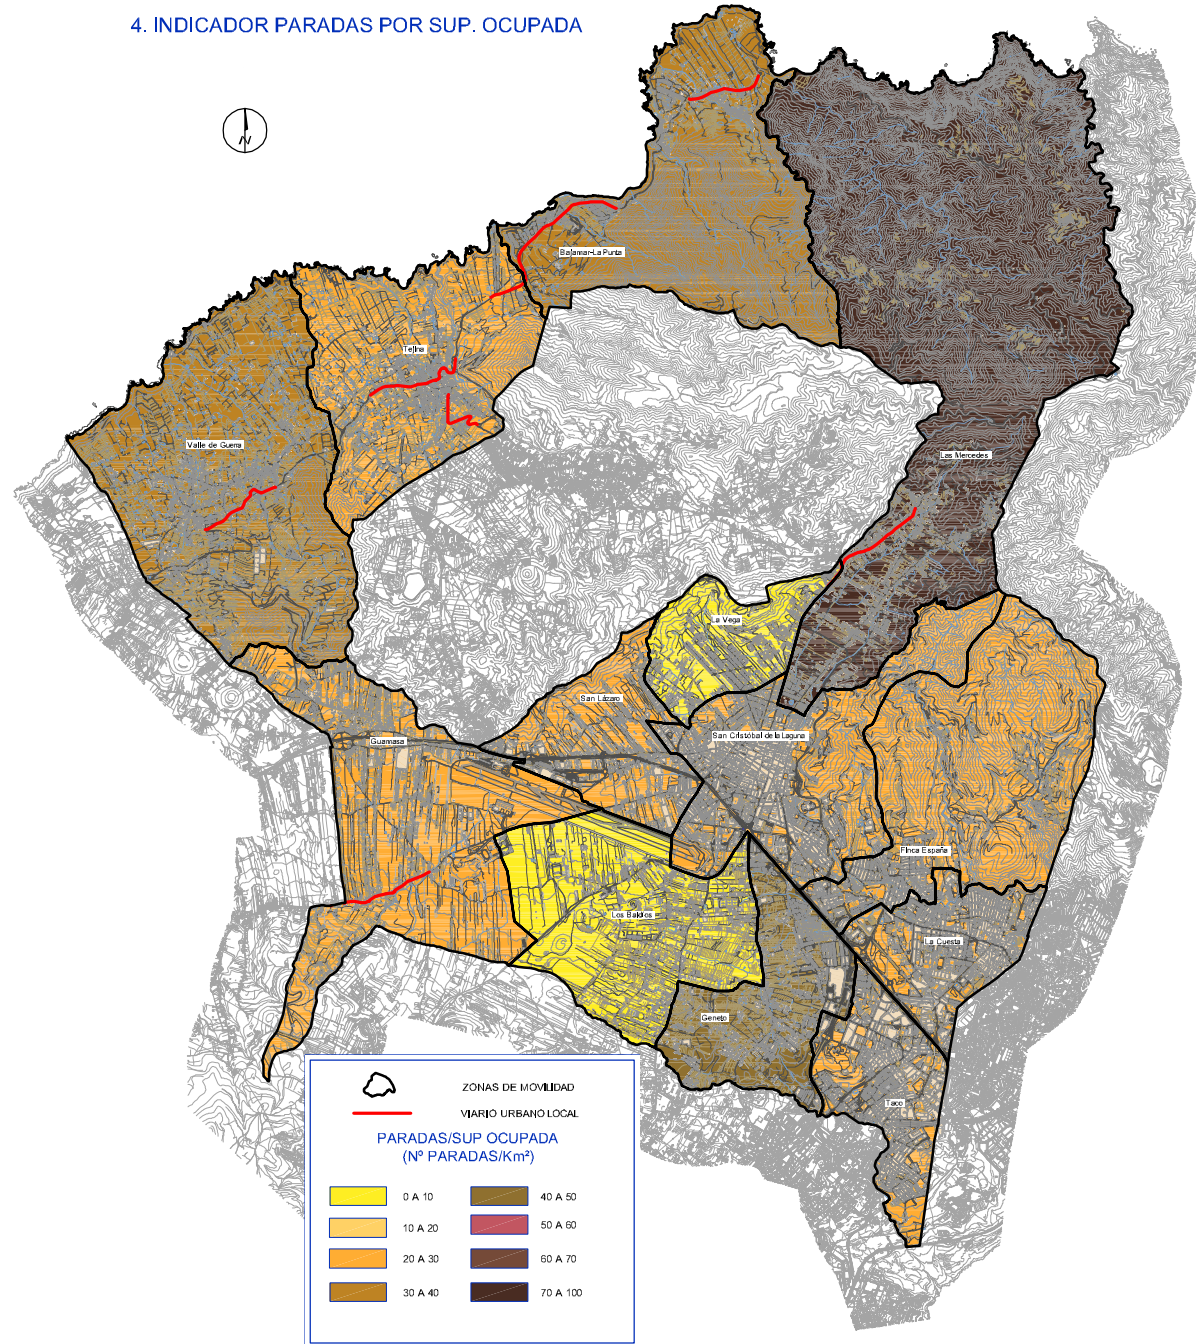 4. INDICADOR PARADAS POR SUP. OCUPADA
N
Bajamar-La Punta
Tejina
Valle de Guerra
Las Mercedes
La Vega
San Lázaro
San Cristóbal de la Laguna
Guamasa
Finca España
Los Baldíos
La Cuesta
Geneto
Taco
ZONAS DE MOVILIDAD
VIARIO URBANO LOCAL
PARADAS/SUP OCUPADA
(Nº PARADAS/Km²)
0 A 10
40 A 50
10 A 20
50 A 60
20 A 30
60 A 70
30 A 40
70 A 100